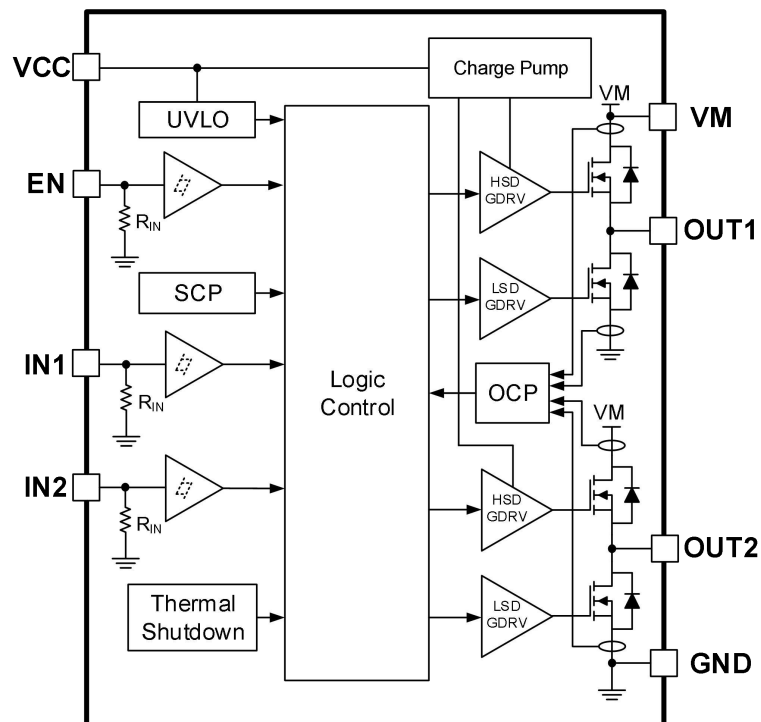 VCC
Charge Pump
VM
VM
UVLO
EN
HSD
GDRV
RIN
OUT1
SCP
LSD
GDRV
IN1
Logic
Control
OCP
RIN
VM
IN2
HSD
GDRV
RIN
OUT2
Thermal
Shutdown
LSD
GDRV
GND